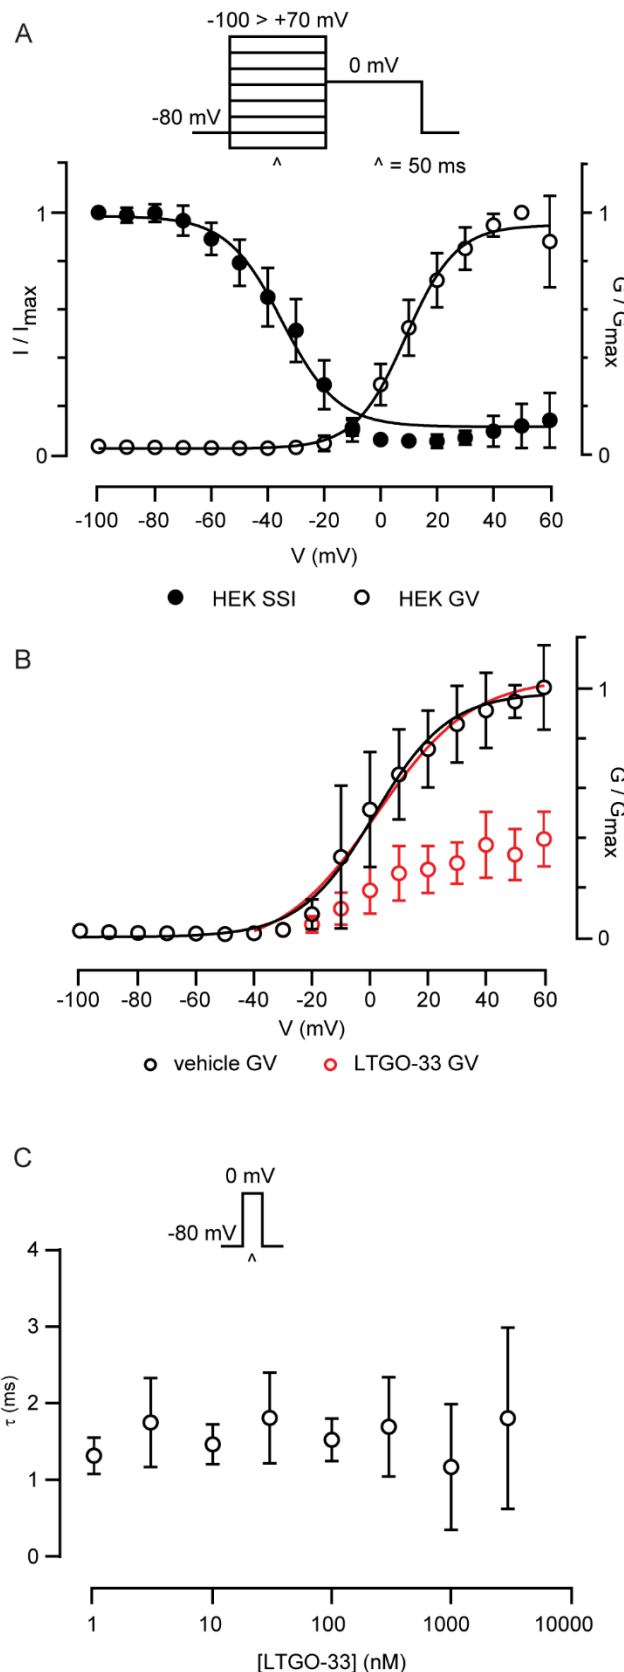 A
-100 > +70 mV
0 mV
-80 mV
^
^ = 50 ms
1
1
I / Imax
G / Gmax
0
0
-100 -80 -60 -40 -20 0 20 40 60
V (mV)
HEK SSI HEK GV
B
1
G / Gmax
0
-100 -80 -60 -40 -20 0 20 40 60
V (mV)
vehicle GV LTGO-33 GV
C
0 mV
-80 mV
^
4
3
2
τ (ms)
1
0
1 10 100 1000 10000
[LTGO-33] (nM)